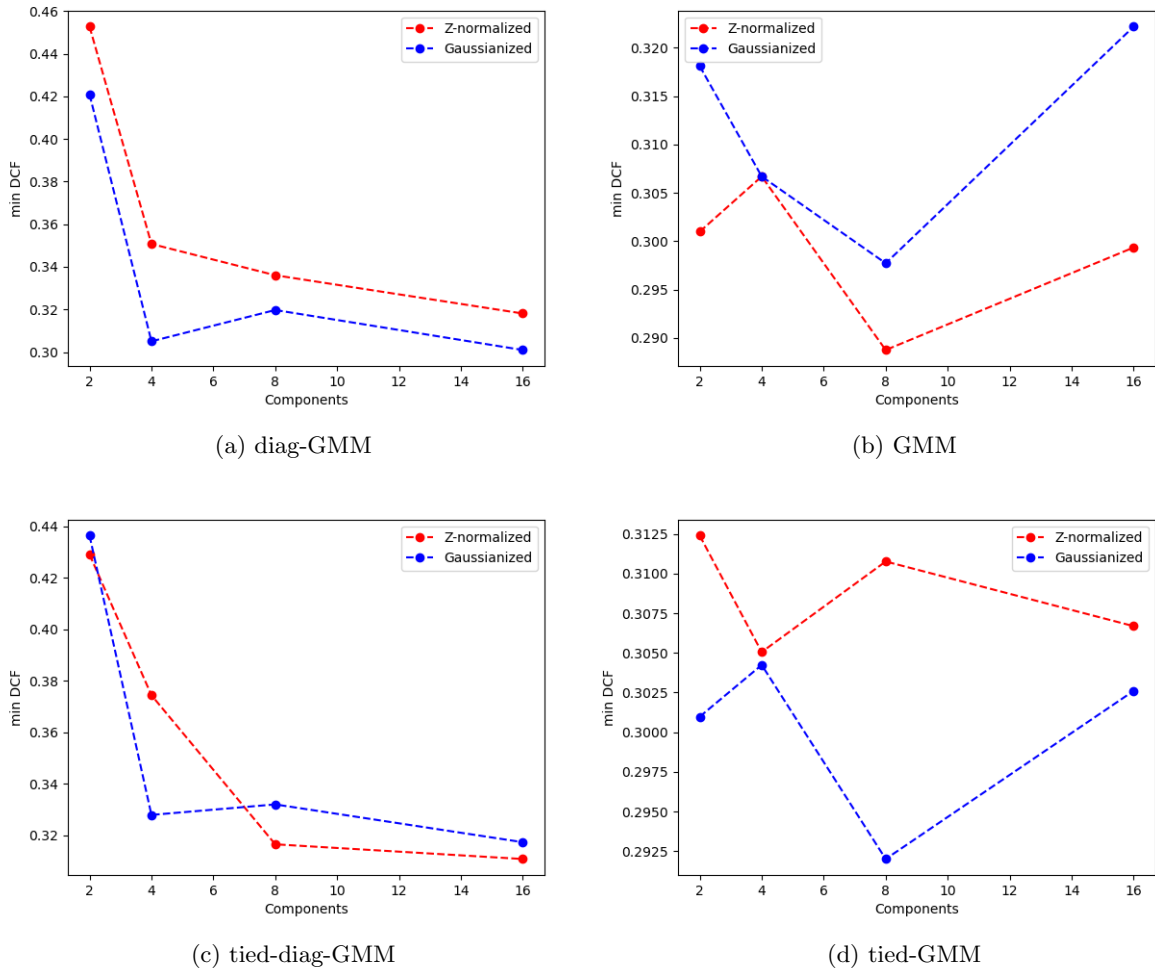 0.46
0.44
0.42
0.40
0.38
0.36
0.34
0.32
0.30
min DCF
2 4 6 8 10 12 14 16
Components
Z-normalized
Gaussianized
(a) diag-GMM
0.320
0.315
0.310
0.305
0.300
0.295
0.290
min DCF
2 4 6 8 10 12 14 16
Components
Z-normalized
Gaussianized
(b) GMM
0.44
0.42
0.40
0.38
0.36
0.34
0.32
min DCF
2 4 6 8 10 12 14 16
Components
Z-normalized
Gaussianized
(c) tied-diag-GMM
0.3125
0.3100
0.3075
0.3050
0.3025
0.3000
0.2975
0.2950
0.2925
min DCF
2 4 6 8 10 12 14 16
Components
Z-normalized
Gaussianized
(d) tied-GMM